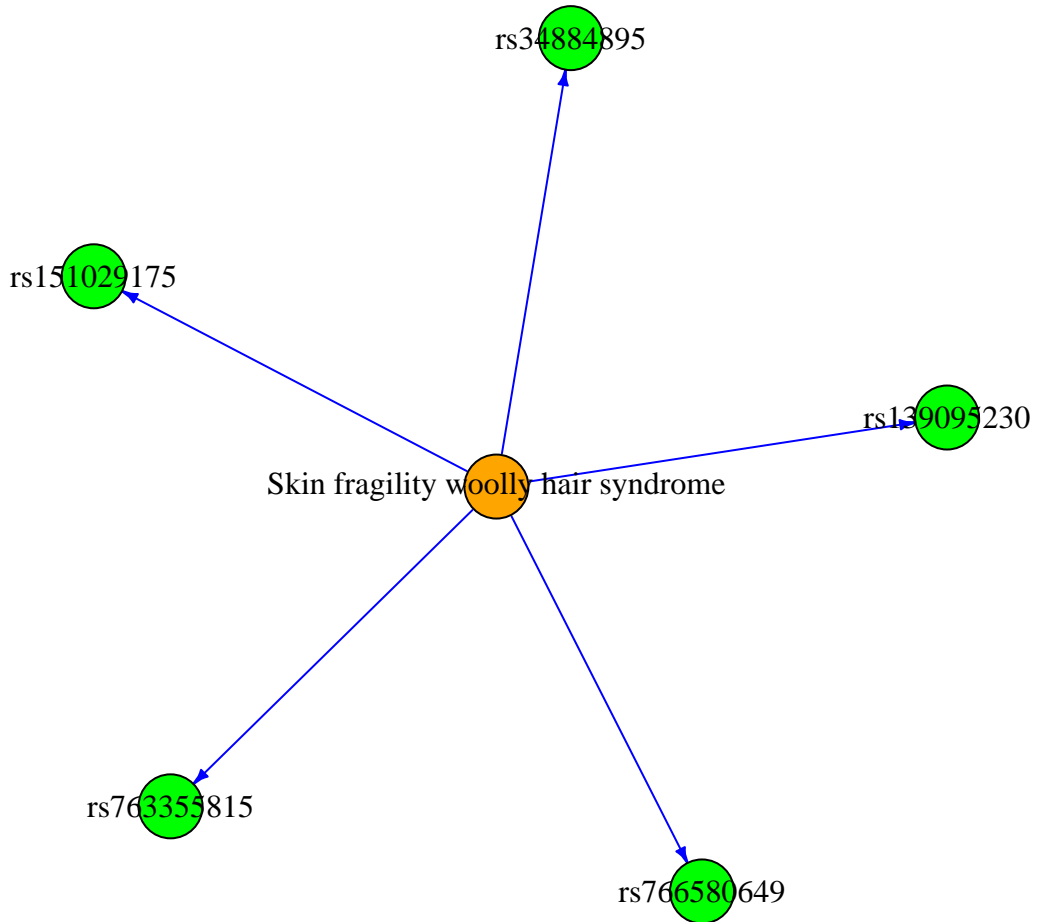 rs34884895
rs151029175
rs139095230
Skin fragility woolly hair syndrome
rs763355815
rs766580649